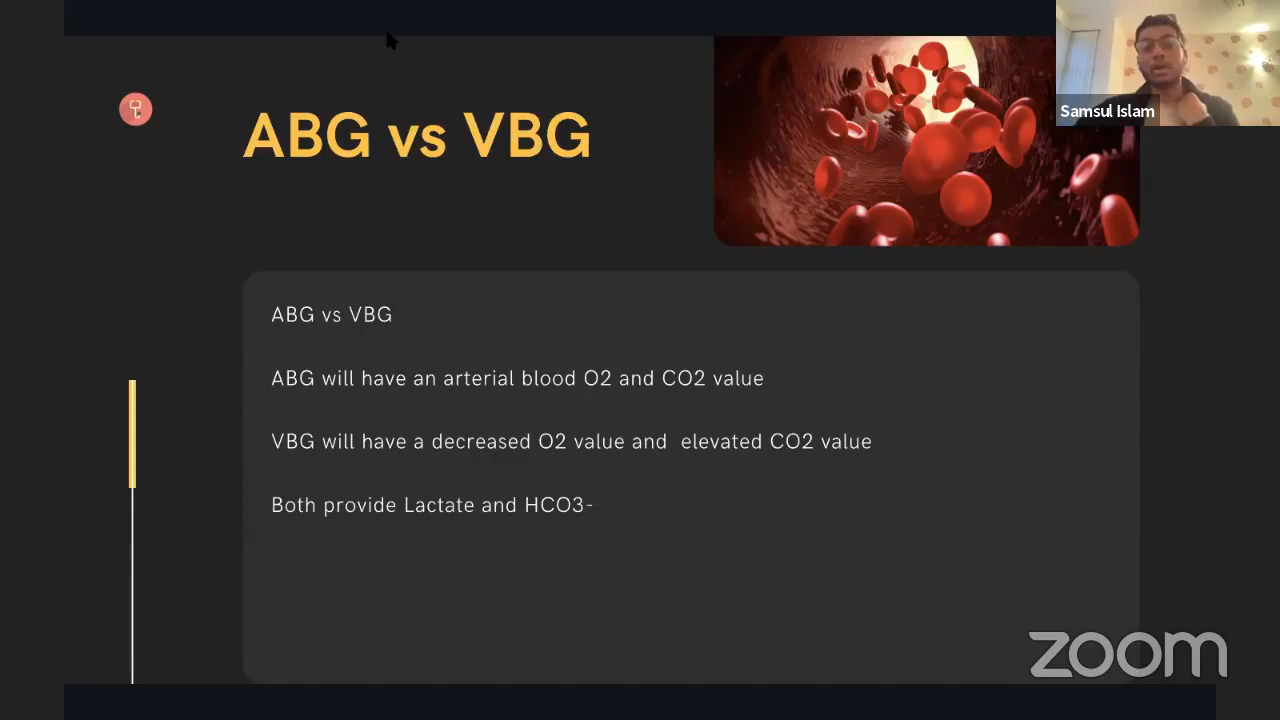 ABG vs VBG
Samsul Islam
ABG vs VBG
ABG will have an arterial blood O2 and CO2 value
VBG will have a decreased O2 value and elevated CO2 value
Both provide Lactate and HCO3-
zoom